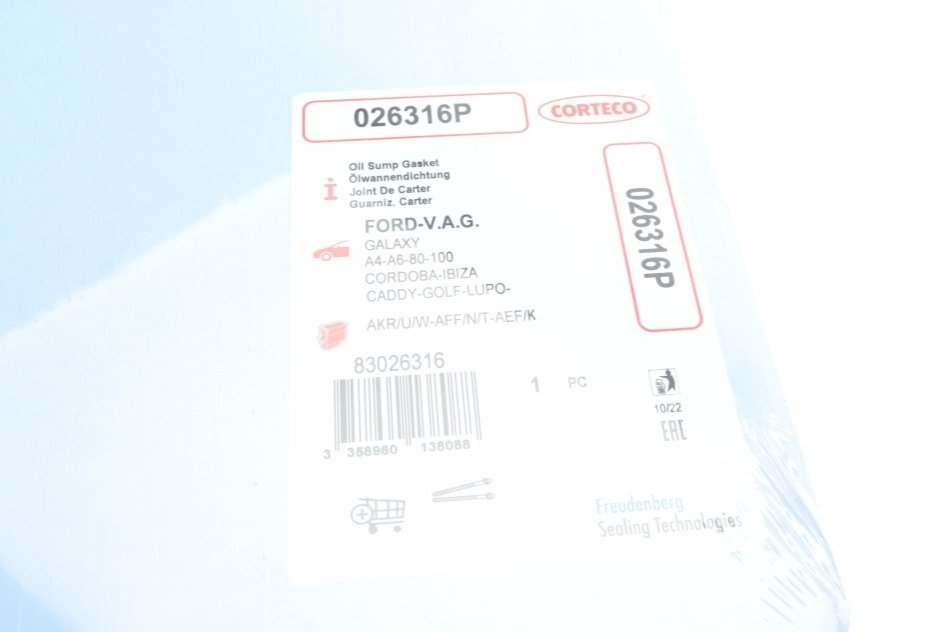 026316P
CORTECO
Oil Sump Gasket
Ölwannendichtung
Joint De Carter
Guarniz. Carter
FORD-V.A.G.
GALAXY
A4-A6-80-100
CORDOBA-IBIZA
CADDY-GOLF-LUPO-
AKR/U/W-AFF/N/T-AEF/K
026316P
83026316
1 PC
3 358960 138088
10/22
EAC
Freudenberg
Sealing Technologies